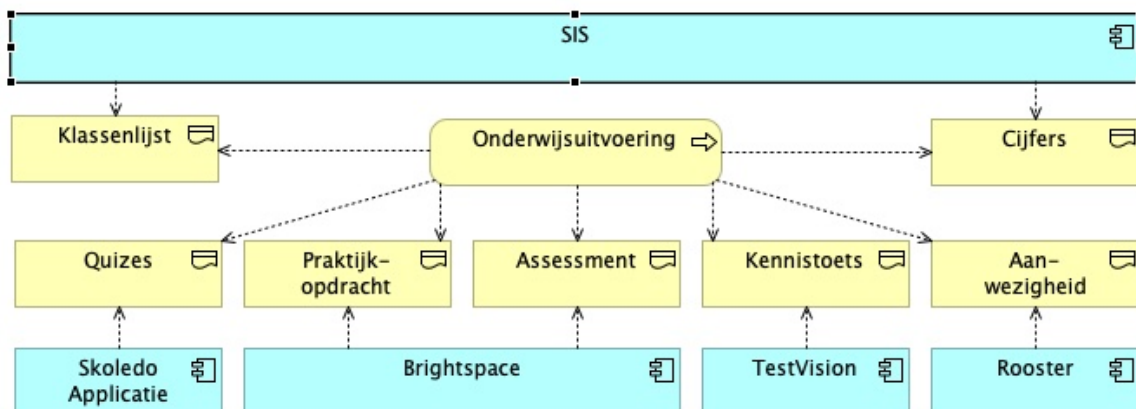 SIS
Klassenlijst
Onderwijsuitvoering
Cijfers
Quizes
Praktijk-
opdracht
Assessment
Kennistoets
Aan-
wezigheid
Skoledo
Applicatie
Brightspace
TestVision
Rooster